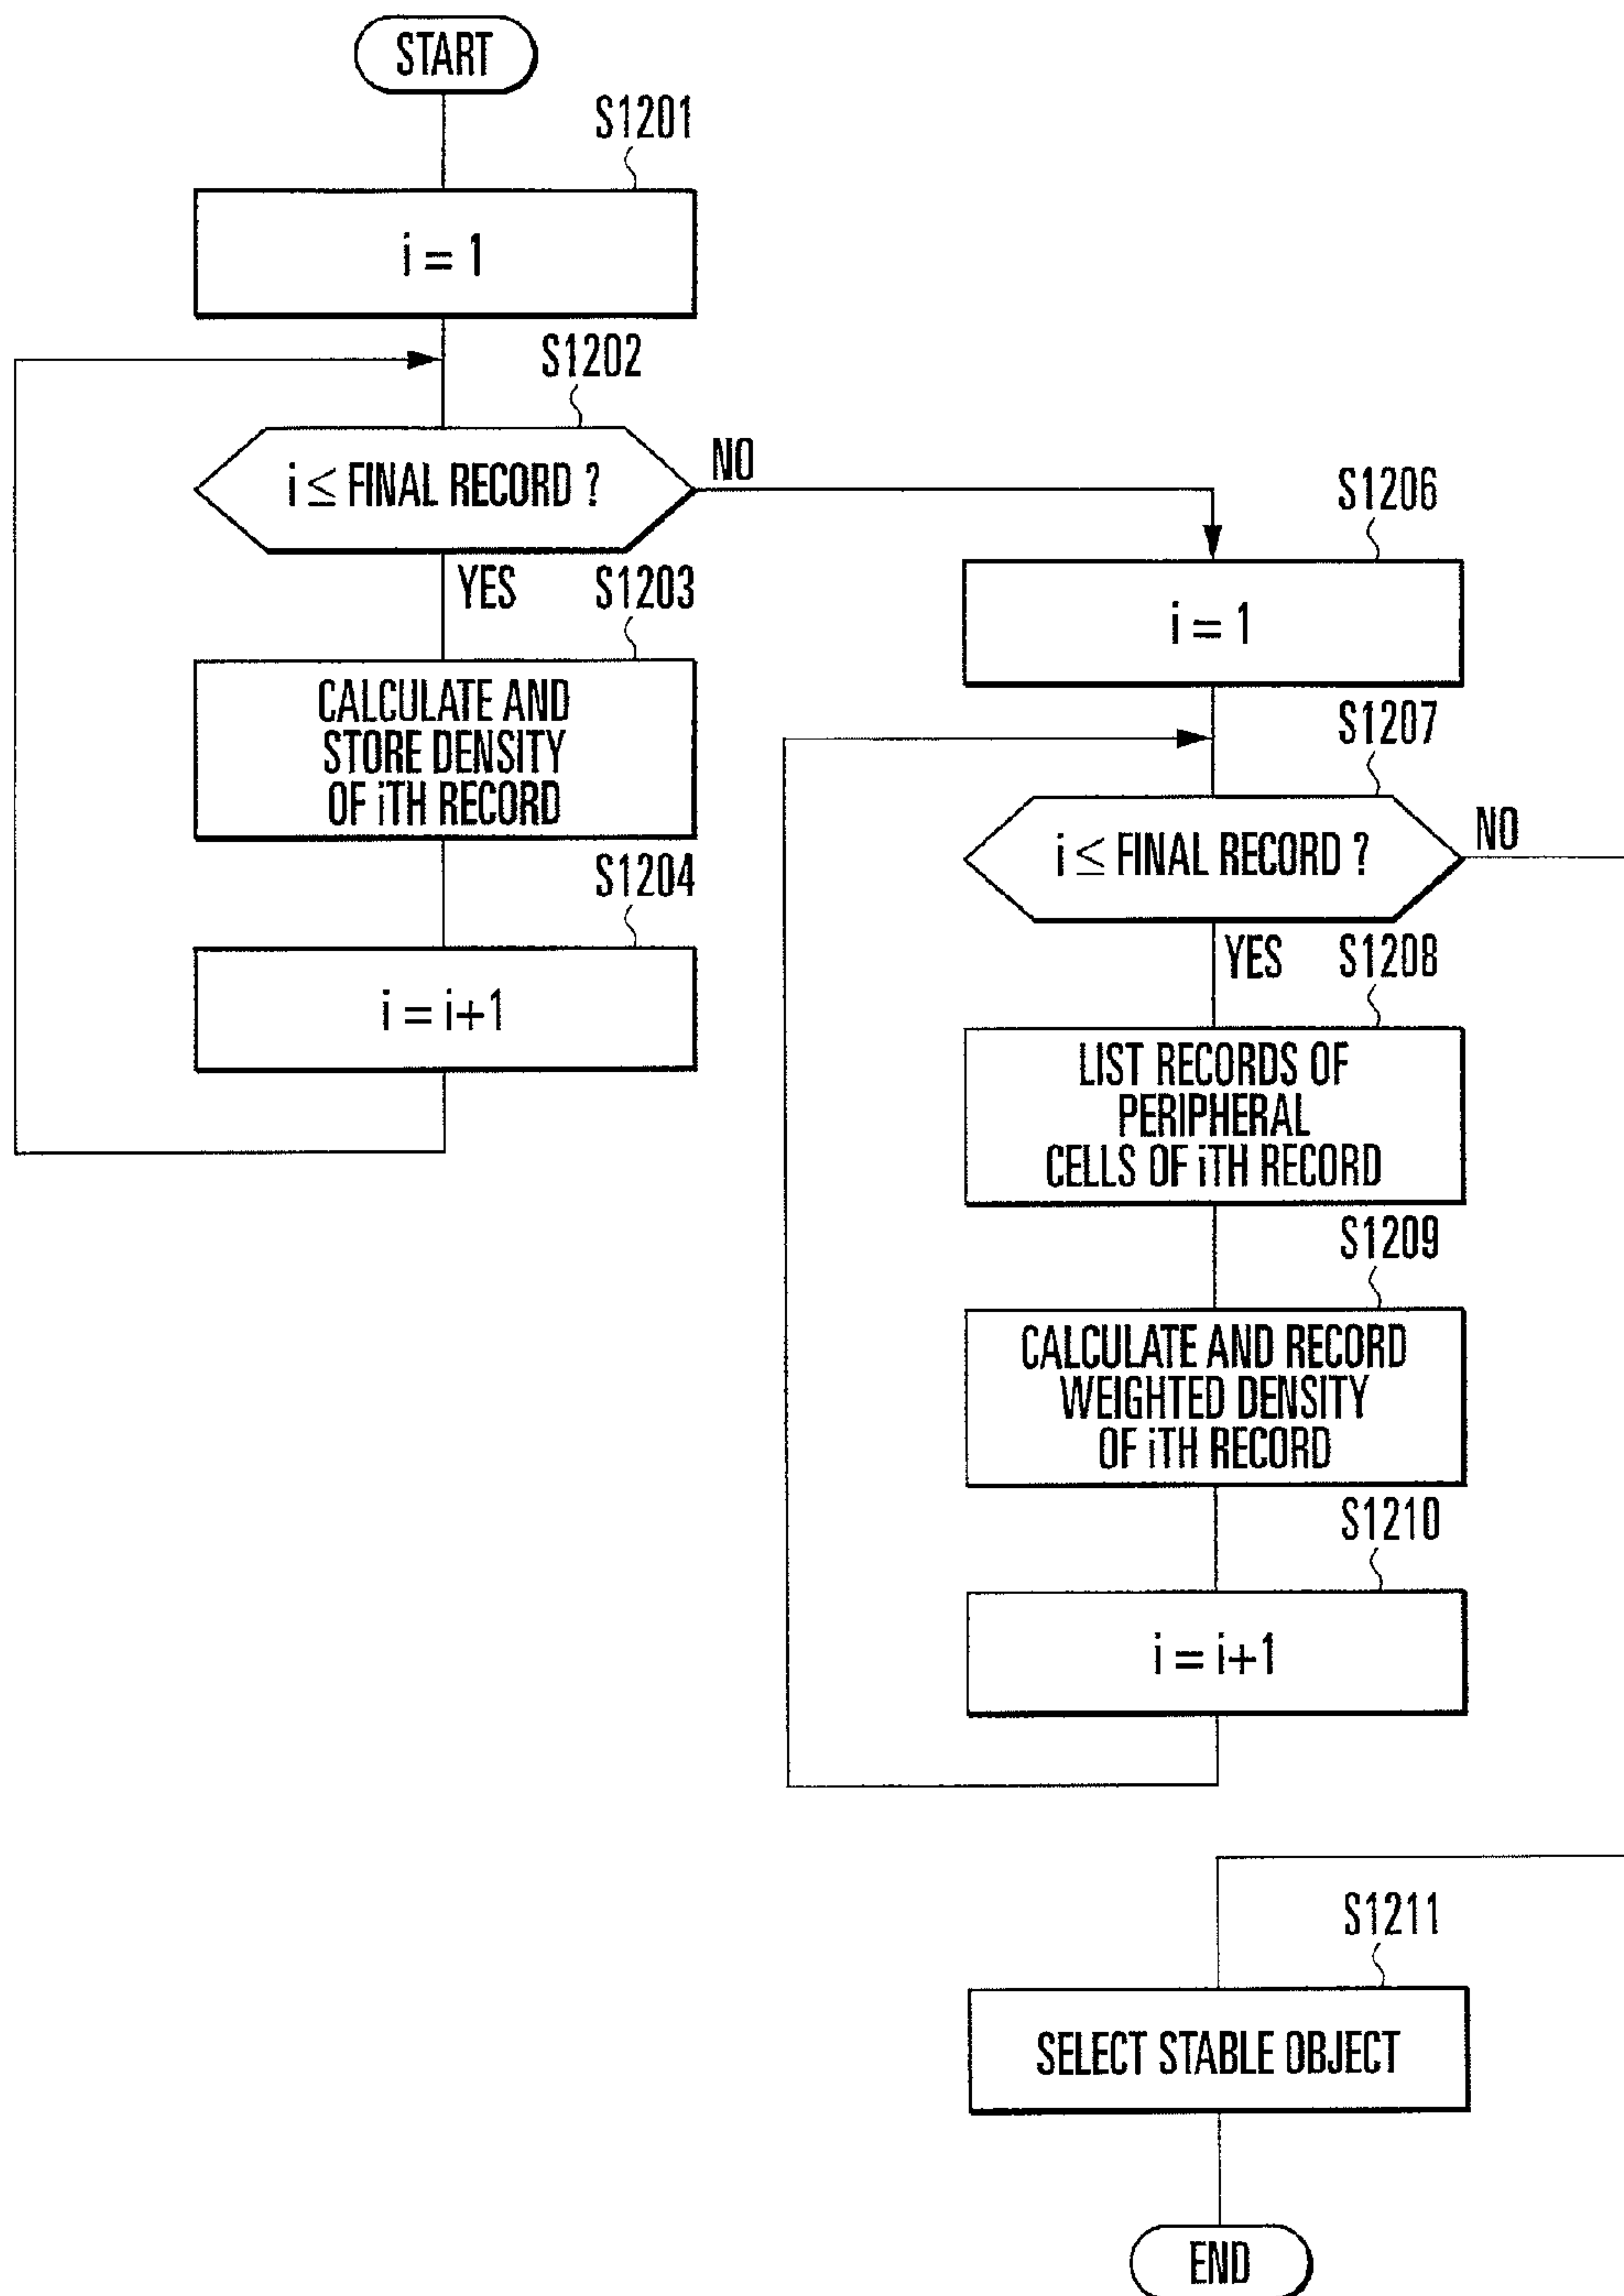 START
S1201
i = 1
S1202
i ≤ FINAL RECORD ?
NO
YES
S1203
CALCULATE AND
STORE DENSITY
OF iTH RECORD
S1204
i = i+1
S1206
i = 1
S1207
i ≤ FINAL RECORD ?
NO
YES
S1208
LIST RECORDS OF
PERIPHERAL
CELLS OF iTH RECORD
S1209
CALCULATE AND RECORD
WEIGHTED DENSITY
OF iTH RECORD
S1210
i = i+1
S1211
SELECT STABLE OBJECT
END